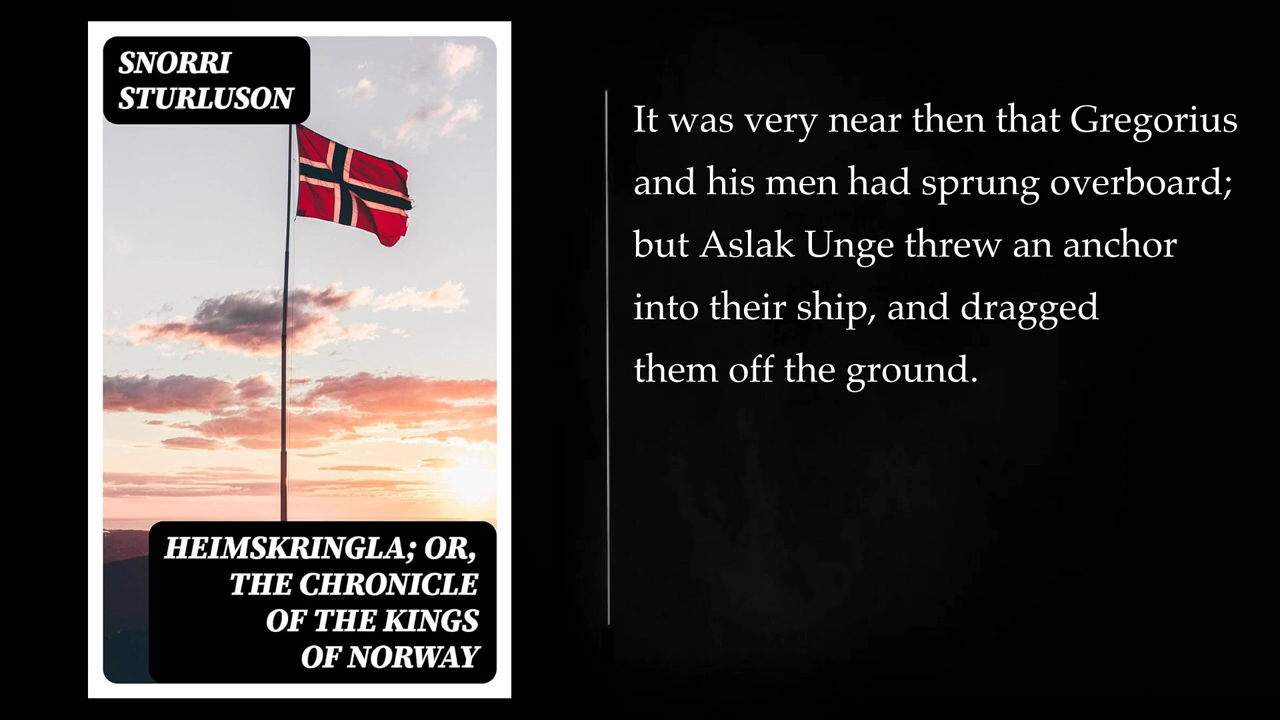 SNORRI
STURLUSON
HEIMSKRINGLA; OR,
THE CHRONICLE
OF THE KINGS
OF NORWAY
It was very near then that Gregorius
and his men had sprung overboard;
but Aslak Unge threw an anchor
into their ship, and dragged
them off the ground.